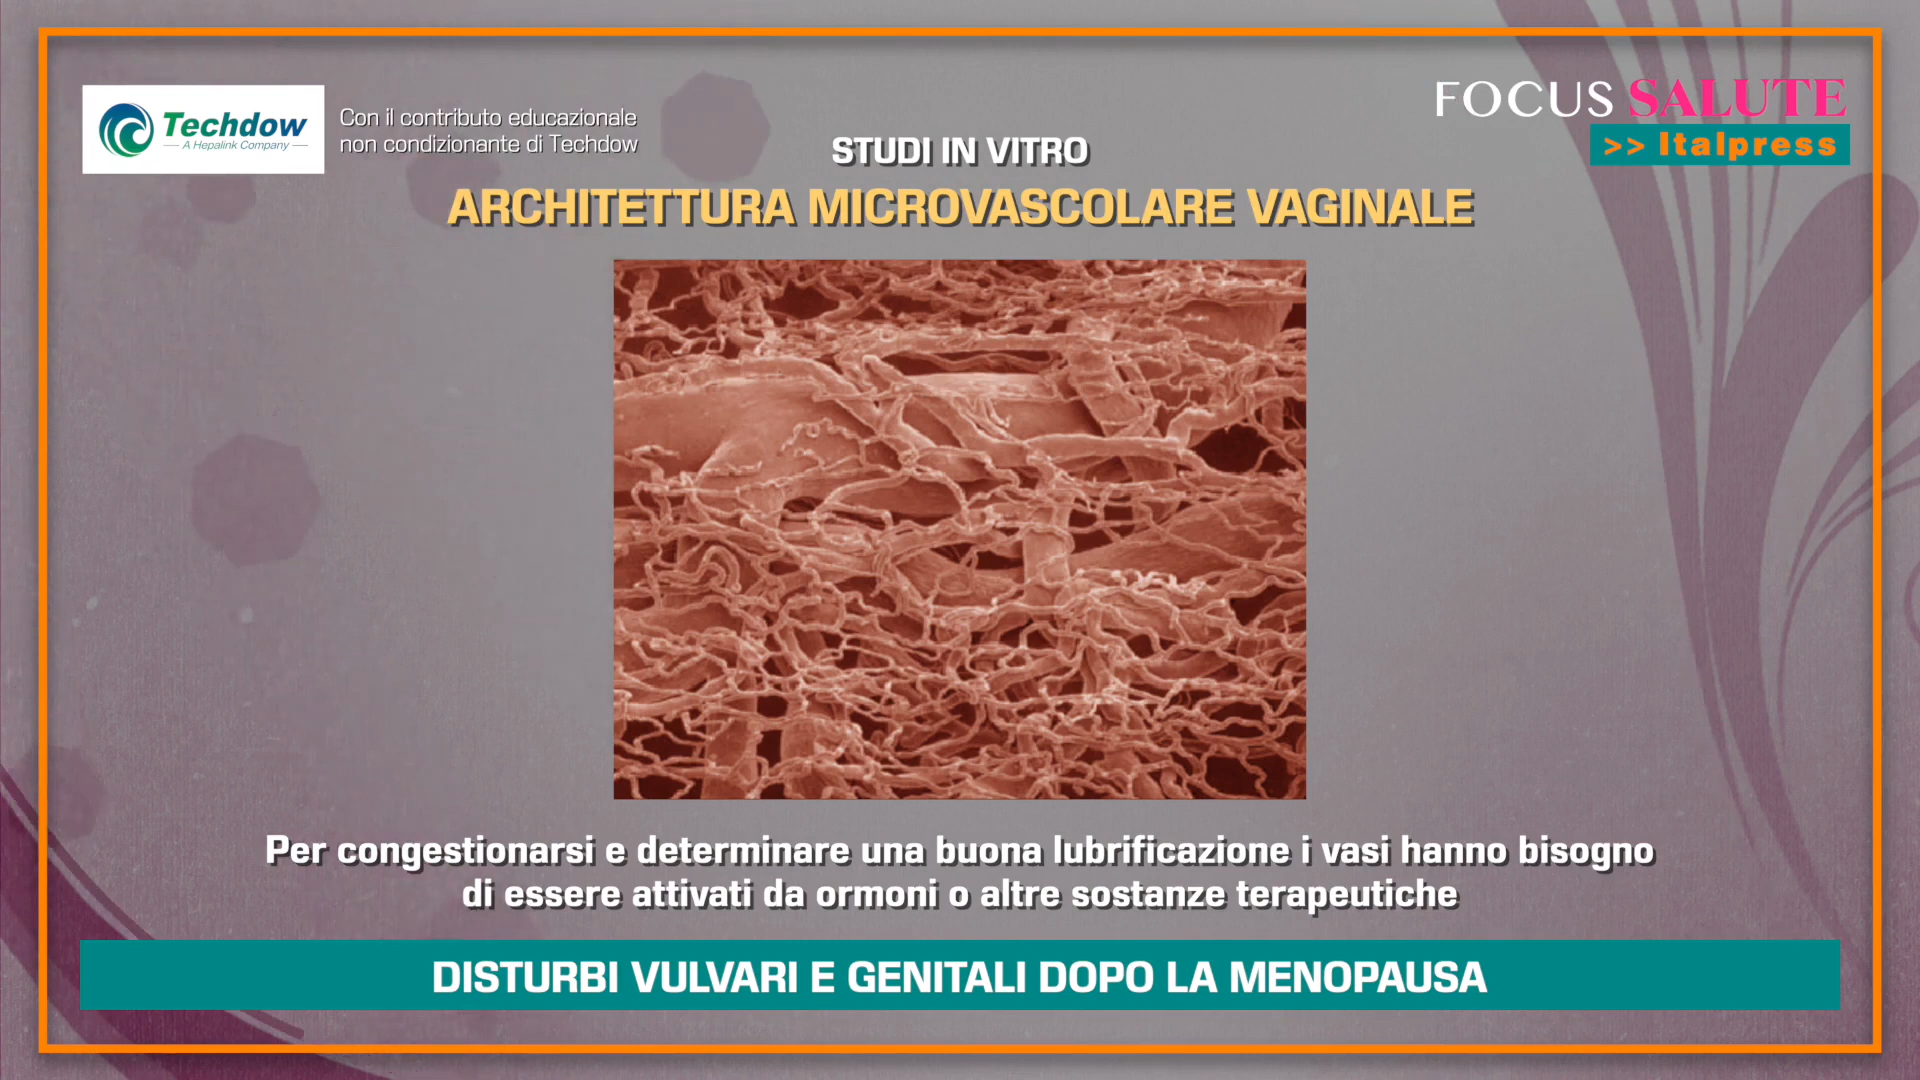 Techdow
A Hepalink Company
Con il contributo educazionale
non condizionante di Techdow
FOCUS SALUTE
>> Italpress
STUDI IN VITRO
ARCHITETTURA MICROVASCOLARE VAGINALE
Per congestionarsi e determinare una buona lubrificazione i vasi hanno bisogno
di essere attivati da ormoni o altre sostanze terapeutiche
DISTURBI VULVARI E GENITALI DOPO LA MENOPAUSA